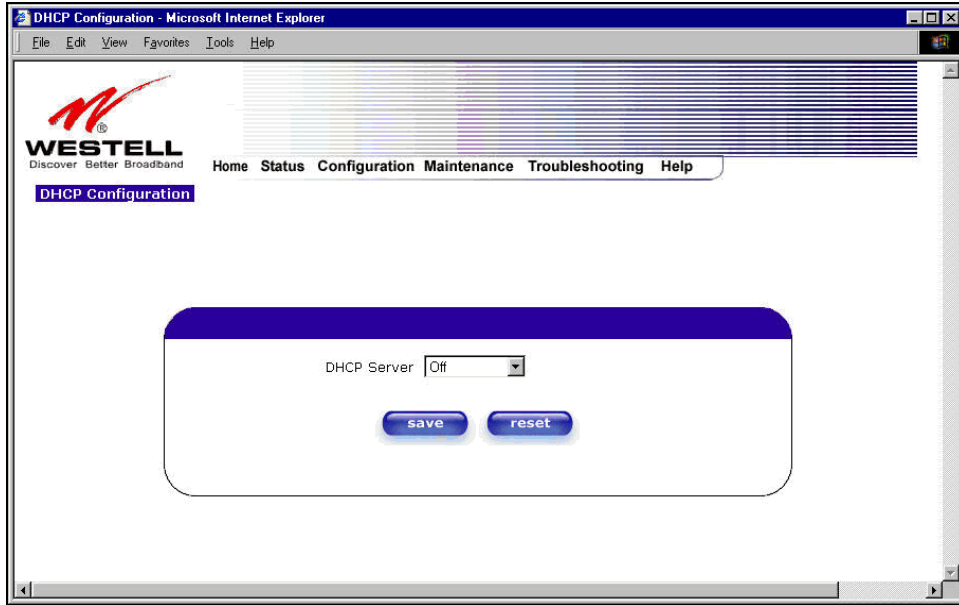 DHCP Configuration - Microsoft Internet Explorer
File Edit View Favorites Tools Help
®
WESTELL
Discover Better Broadband
Home Status Configuration Maintenance Troubleshooting Help
DHCP Configuration
DHCP Server Off
save reset